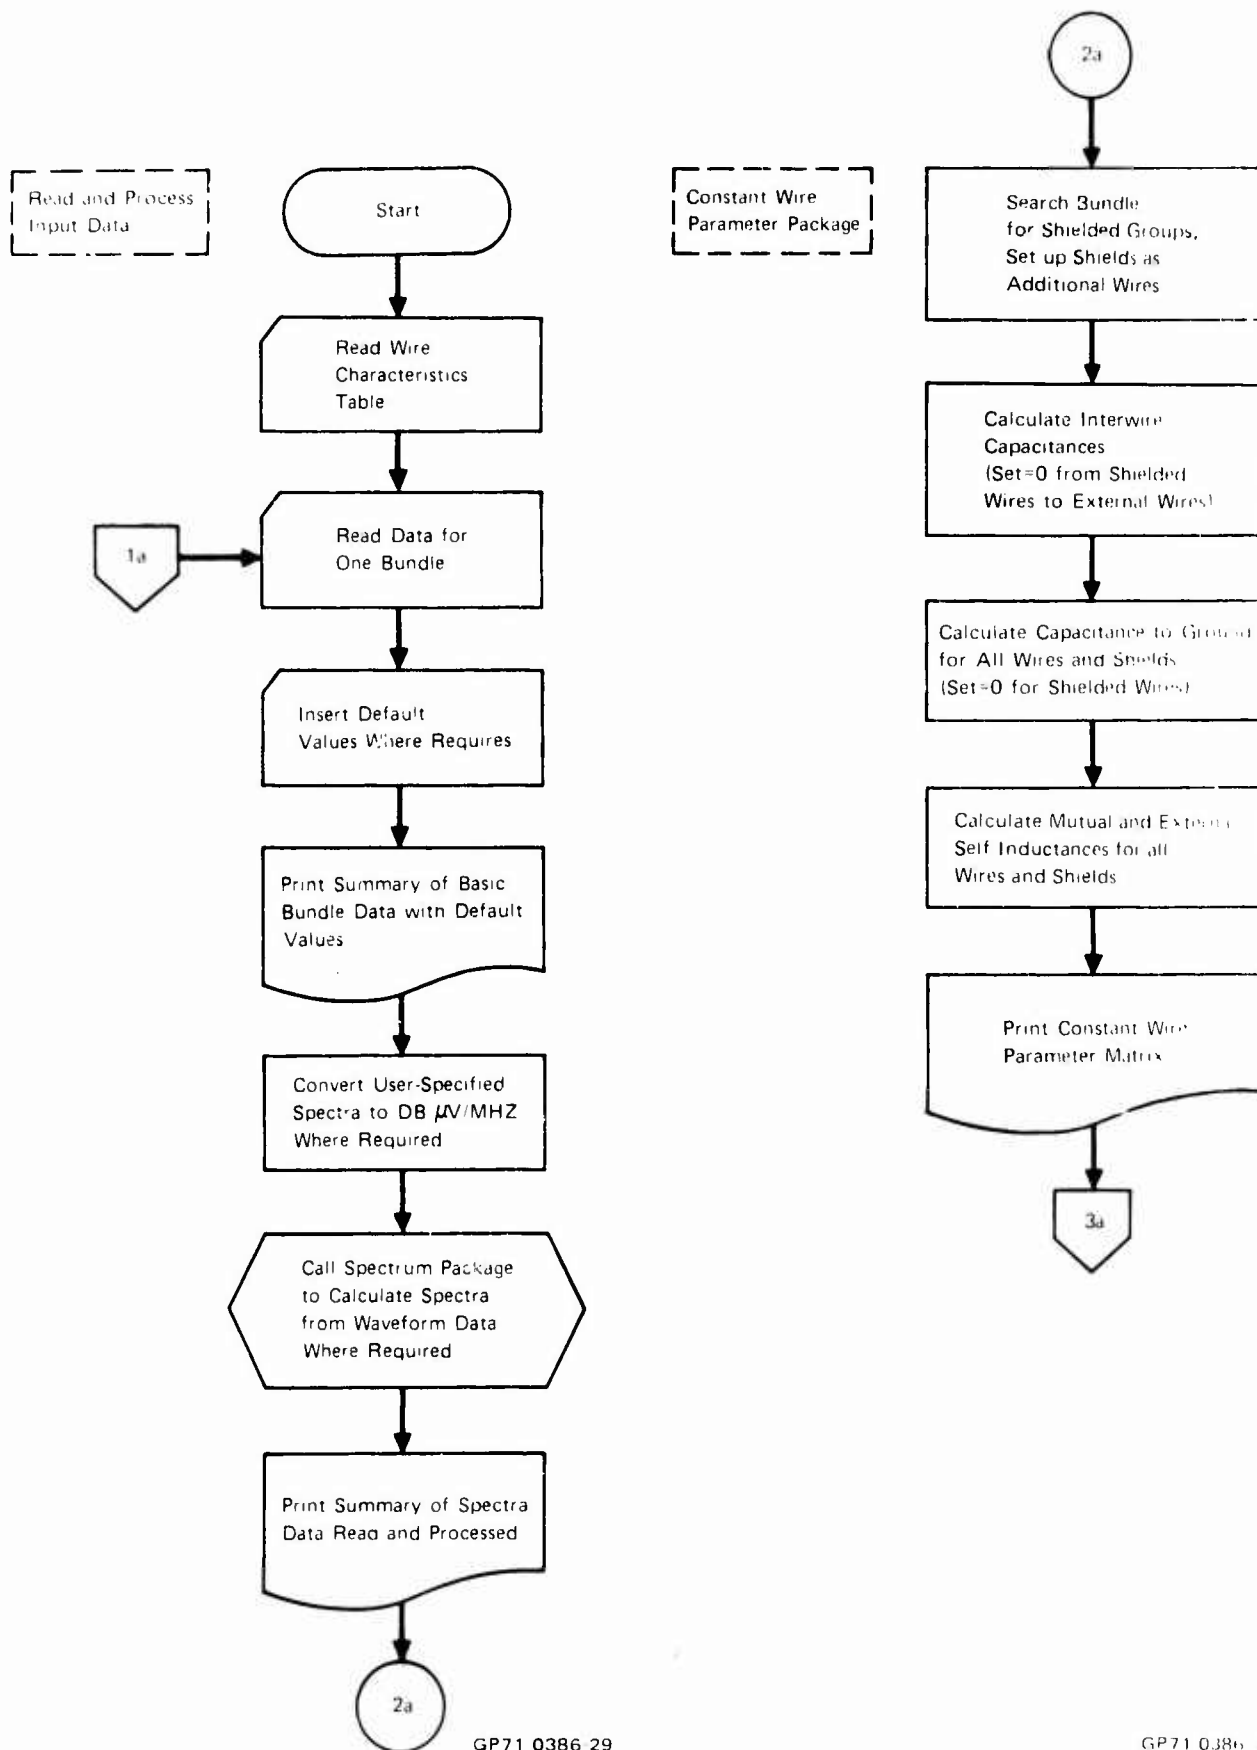 Read and Process
Input Data
Start
Read Wire
Characteristics
Table
1a
Read Data for
One Bundle
Insert Default
Values Where Requires
Print Summary of Basic
Bundle Data with Default
Values
Convert User-Specified
Spectra to DB μV/MHZ
Where Required
Call Spectrum Package
to Calculate Spectra
from Waveform Data
Where Required
Print Summary of Spectra
Data Read and Processed
2a
GP71 0386 29
2a
Constant Wire
Parameter Package
Search Bundle
for Shielded Groups,
Set up Shields as
Additional Wires
Calculate Interwire
Capacitances
(Set=0 from Shielded
Wires to External Wires)
Calculate Capacitance to Ground
for All Wires and Shields
(Set=0 for Shielded Wires)
Calculate Mutual and
Self Inductances for all
Wires and Shields
Print Constant Wire
Parameter Matrix
3a
GP71 0386